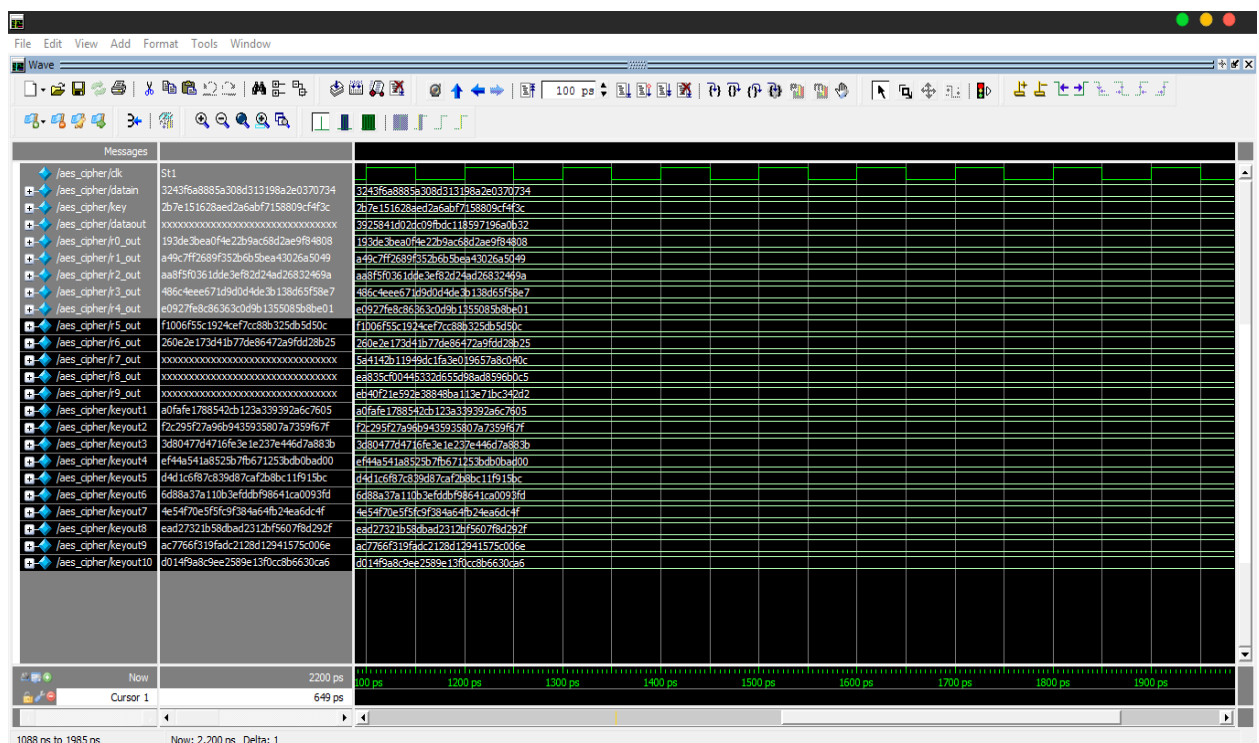 File Edit View Add Format Tools Window
Wave
100 ps
Messages
/aes_cipher/clk St1
/aes_cipher/datain 3243f6a8885a308d313198a2e0370734 3243f6a8885a308d313198a2e0370734
/aes_cipher/key 2b7e151628aed2a6abf7158809cf4f3c 2b7e151628aed2a6abf7158809cf4f3c
/aes_cipher/dataout xxxxxxxxxxxxxxxxxxxxxxxxxxxxxxxx 3925841d02dc09fbdc118597196a0b32
/aes_cipher/r0_out 193de3bea0f4e22b9ac68d2ae9f84808 193de3bea0f4e22b9ac68d2ae9f84808
/aes_cipher/r1_out a49c7ff2689f352b6b5bea43026a5049 a49c7ff2689f352b6b5bea43026a5049
/aes_cipher/r2_out aa8f5f0361dde3ef82d24ad26832469a aa8f5f0361dde3ef82d24ad26832469a
/aes_cipher/r3_out 486c4eee671d9d0d4de3b138d65f58e7 486c4eee671d9d0d4de3b138d65f58e7
/aes_cipher/r4_out e0927fe8c86363c0d9b1355085b8be01 e0927fe8c86363c0d9b1355085b8be01
/aes_cipher/r5_out f1006f55c1924cef7cc88b325db5d50c f1006f55c1924cef7cc88b325db5d50c
/aes_cipher/r6_out 260e2e173d41b77de86472a9fdd28b25 260e2e173d41b77de86472a9fdd28b25
/aes_cipher/r7_out xxxxxxxxxxxxxxxxxxxxxxxxxxxxxxxx 5a4142b11949dc1fa3e019657a8c040c
/aes_cipher/r8_out xxxxxxxxxxxxxxxxxxxxxxxxxxxxxxxx ea835cf00445332d655d98ad8596b0c5
/aes_cipher/r9_out xxxxxxxxxxxxxxxxxxxxxxxxxxxxxxxx eb40f21e592e38848ba113e71bc342d2
/aes_cipher/keyout1 a0fafe1788542cb123a339392a6c7605 a0fafe1788542cb123a339392a6c7605
/aes_cipher/keyout2 f2c295f27a96b9435935807a7359f67f f2c295f27a96b9435935807a7359f67f
/aes_cipher/keyout3 3d80477d4716fe3e1e237e446d7a883b 3d80477d4716fe3e1e237e446d7a883b
/aes_cipher/keyout4 ef44a541a8525b7fb671253bdb0bad00 ef44a541a8525b7fb671253bdb0bad00
/aes_cipher/keyout5 d4d1c6f87c839d87caf2b8bc11f915bc d4d1c6f87c839d87caf2b8bc11f915bc
/aes_cipher/keyout6 6d88a37a110b3efddbf98641ca0093fd 6d88a37a110b3efddbf98641ca0093fd
/aes_cipher/keyout7 4e54f70e5f5fc9f384a64fb24ea6dc4f 4e54f70e5f5fc9f384a64fb24ea6dc4f
/aes_cipher/keyout8 ead27321b58dbad2312bf5607f8d292f ead27321b58dbad2312bf5607f8d292f
/aes_cipher/keyout9 ac7766f319fadc2128d12941575c006e ac7766f319fadc2128d12941575c006e
/aes_cipher/keyout10 d014f9a8c9ee2589e13f0cc8b6630ca6 d014f9a8c9ee2589e13f0cc8b6630ca6
Now 2200 ps 100 ps 1200 ps 1300 ps 1400 ps 1500 ps 1600 ps 1700 ps 1800 ps 1900 ps
Cursor 1 649 ps
1088 ps to 1985 ps Now: 2,200 ps Delta: 1